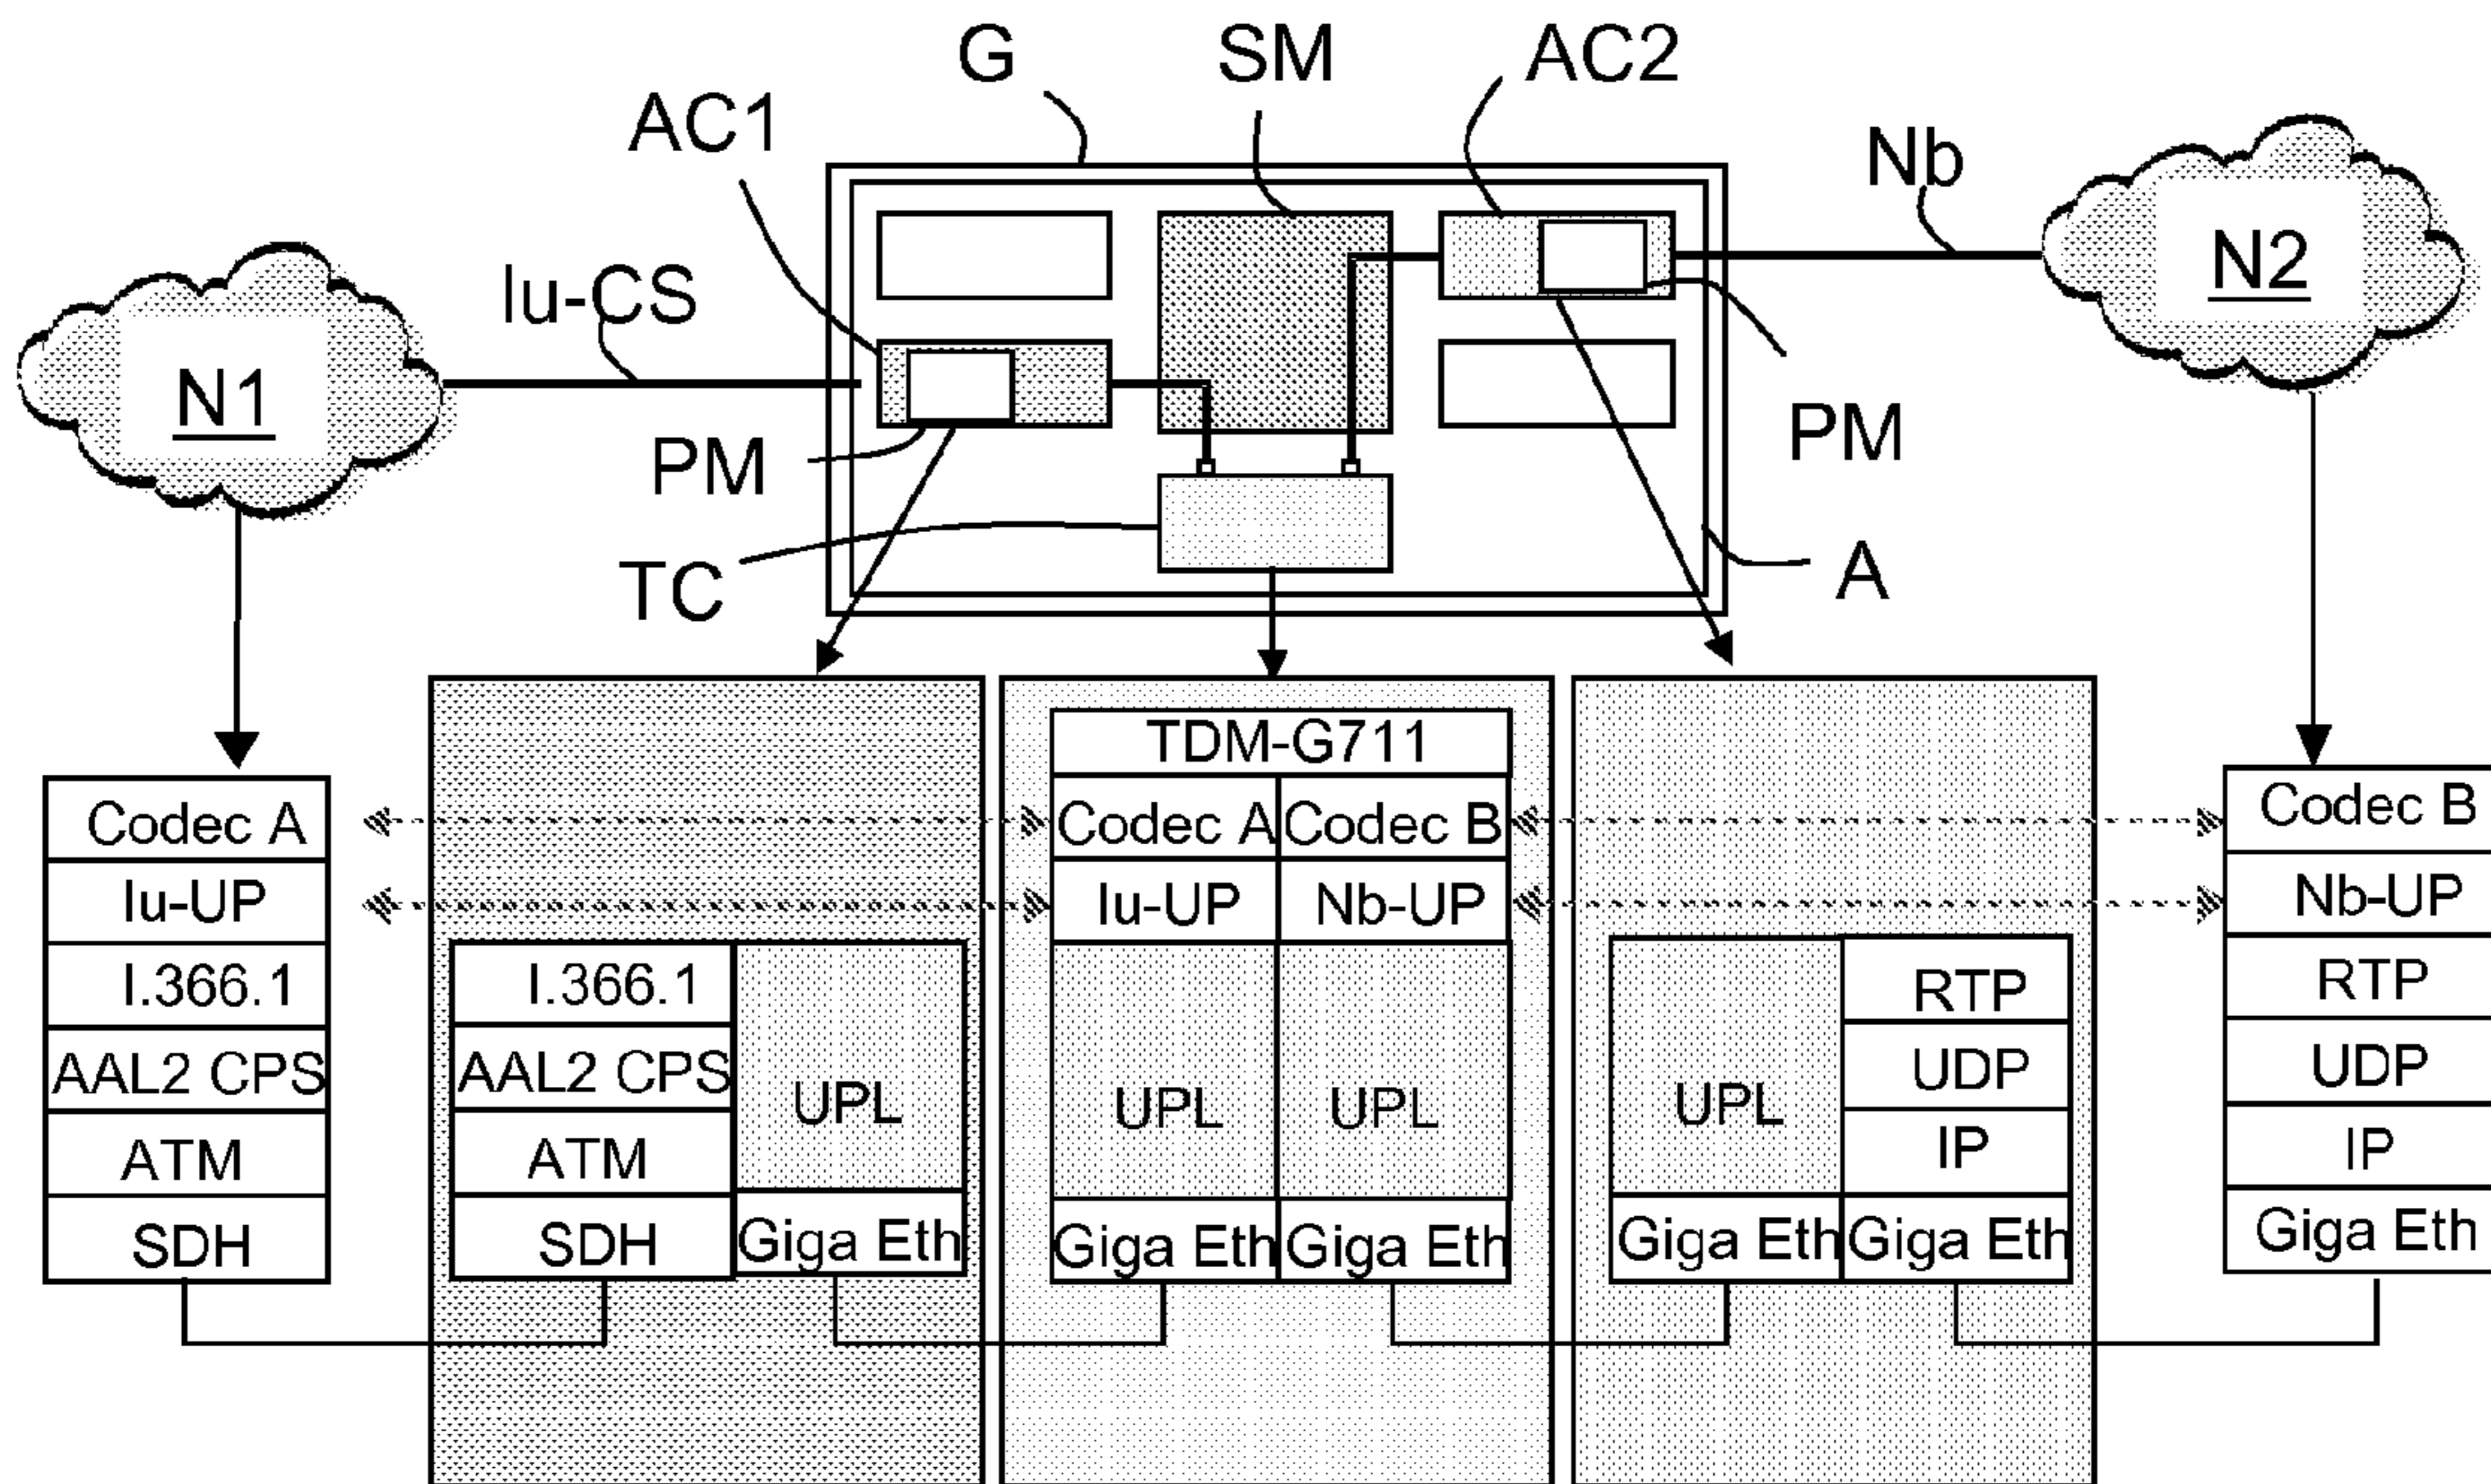 G
SM
AC2
AC1
Nb
N2
Iu-CS
N1
PM
PM
TC
A
Codec A
Iu-UP
I.366.1
AAL2 CPS
ATM
SDH
I.366.1
AAL2 CPS
ATM
SDH
UPL
Giga Eth
TDM-G711
Codec A
Codec B
Iu-UP
Nb-UP
UPL
UPL
Giga Eth
Giga Eth
UPL
Giga Eth
RTP
UDP
IP
Giga Eth
Codec B
Nb-UP
RTP
UDP
IP
Giga Eth